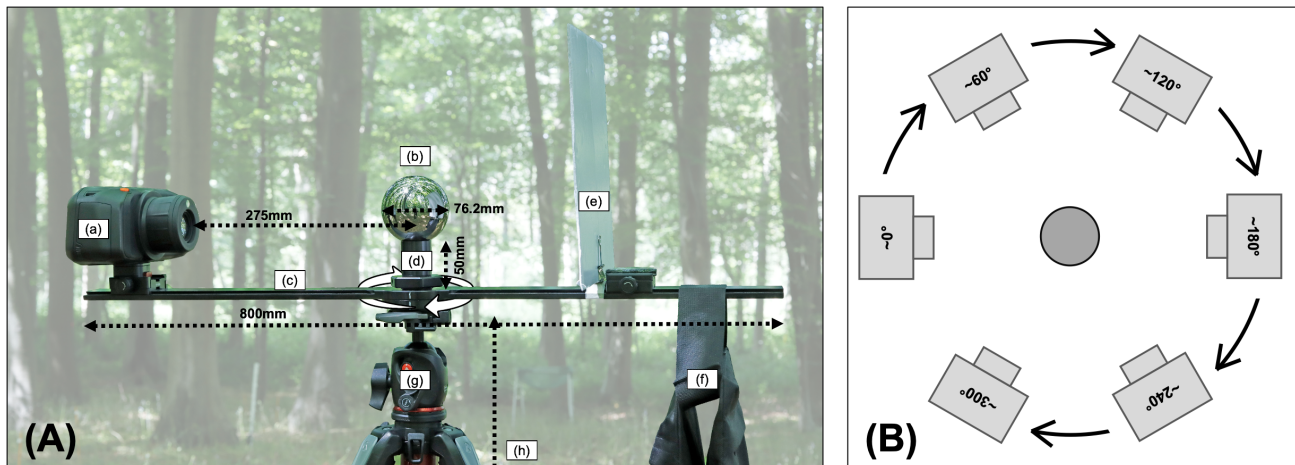 (b)
(a)
275mm
76.2mm
(e)
(d)
50mm
(c)
800mm
(g)
(f)
(A)
(h)
~60°
~120°
~0°
~180°
~300°
~240°
(B)